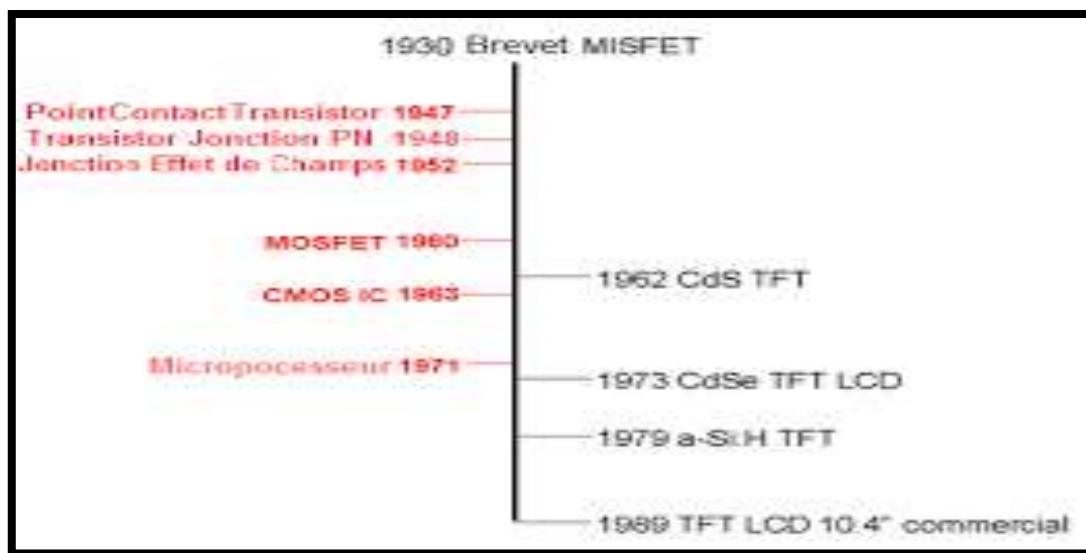 1930 Brevet MISFET
PointContactTransistor 1947
Transistor Jonction PN 1948
Jonction Effet de Champs 1952
MOSFET 1960
1962 CdS TFT
CMOS IC 1963
Micropocesseur 1971
1973 CdSe TFT LCD
1979 a-Si:H TFT
1989 TFT LCD 10.4" commercial